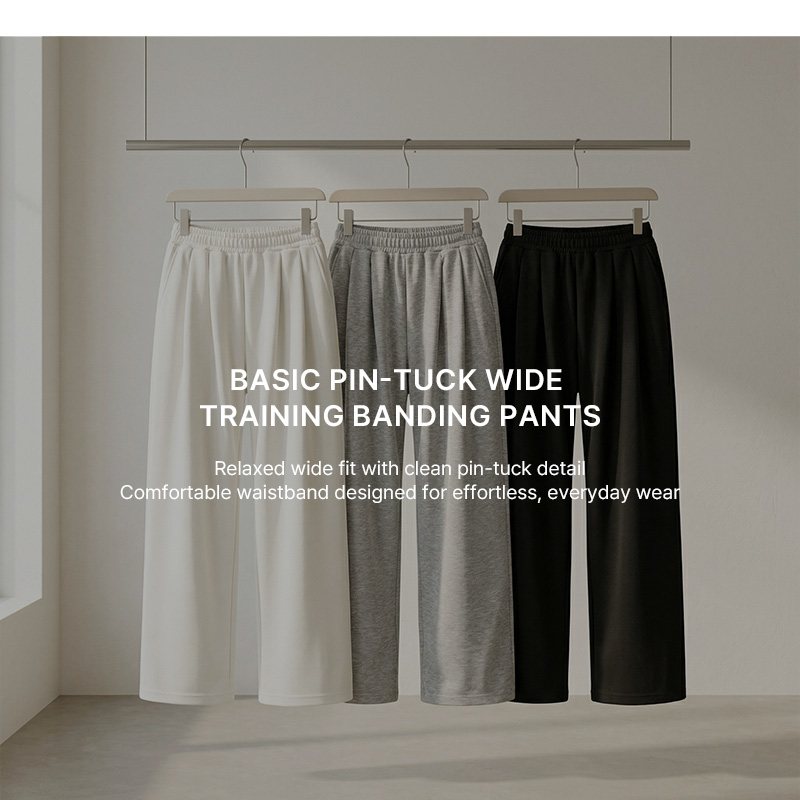 BASIC PIN-TUCK WIDE
TRAINING BANDING PANTS
Relaxed wide fit with clean pin-tuck detail
Comfortable waistband designed for effortless, everyday wear